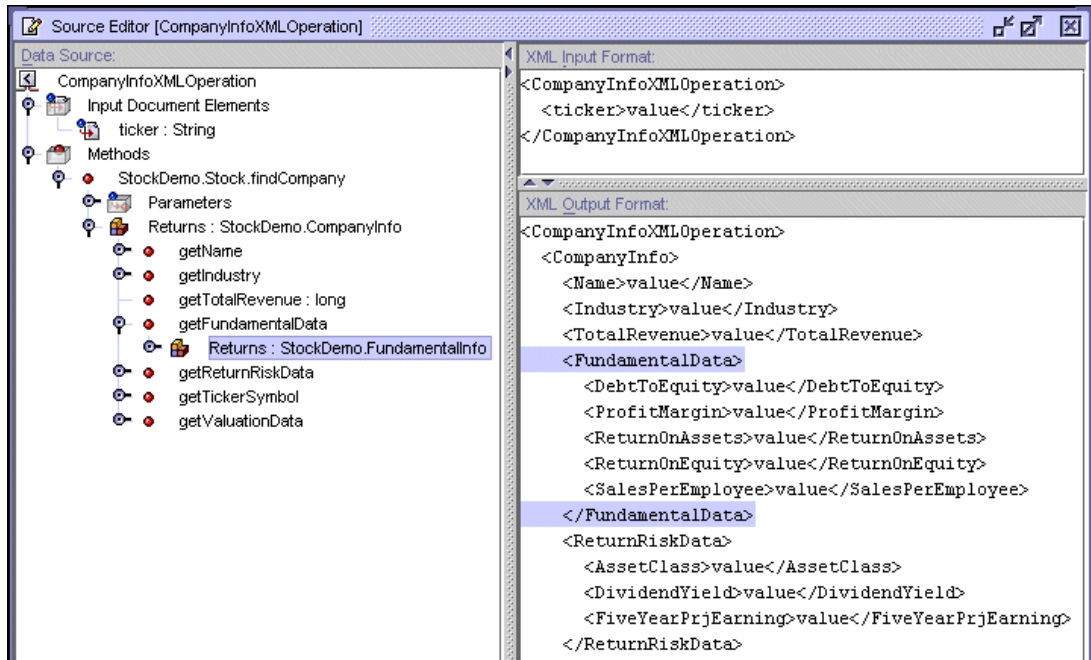 Source Editor [CompanyInfoXMLOperation]
Data Source:
CompanyInfoXMLOperation
Input Document Elements
ticker : String
Methods
StockDemo.Stock.findCompany
Parameters
Returns : StockDemo.CompanyInfo
getName
getIndustry
getTotalRevenue : long
getFundamentalData
Returns : StockDemo.FundamentalInfo
getReturnRiskData
getTickerSymbol
getValuationData
XML Input Format:
<CompanyInfoXMLOperation>
<ticker>value</ticker>
</CompanyInfoXMLOperation>
XML Output Format:
<CompanyInfoXMLOperation>
<CompanyInfo>
<Name>value</Name>
<Industry>value</Industry>
<TotalRevenue>value</TotalRevenue>
<FundamentalData>
<DebtToEquity>value</DebtToEquity>
<ProfitMargin>value</ProfitMargin>
<ReturnOnAssets>value</ReturnOnAssets>
<ReturnOnEquity>value</ReturnOnEquity>
<SalesPerEmployee>value</SalesPerEmployee>
</FundamentalData>
<ReturnRiskData>
<AssetClass>value</AssetClass>
<DividendYield>value</DividendYield>
<FiveYearPrjEarning>value</FiveYearPrjEarning>
</ReturnRiskData>